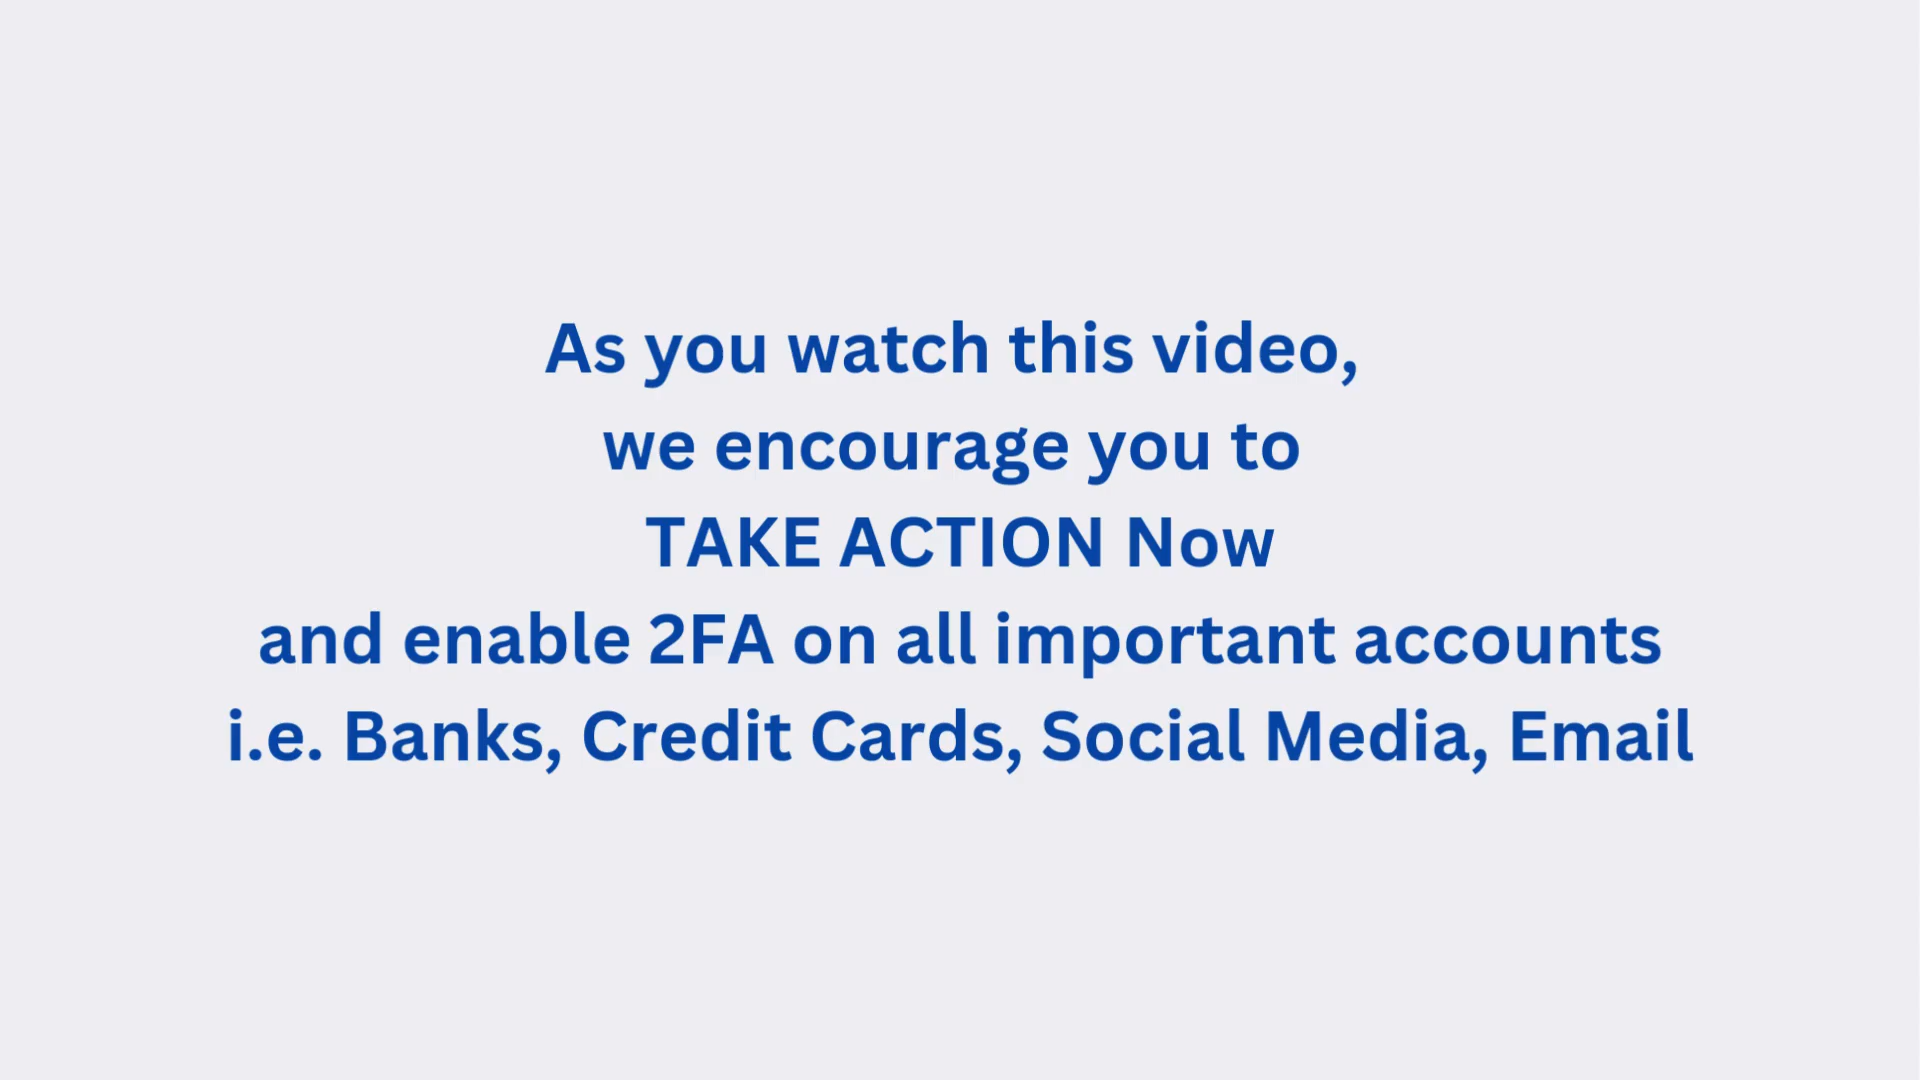 As you watch this video,
we encourage you to
TAKE ACTION Now
and enable 2FA on all important accounts
i.e. Banks, Credit Cards, Social Media, Email